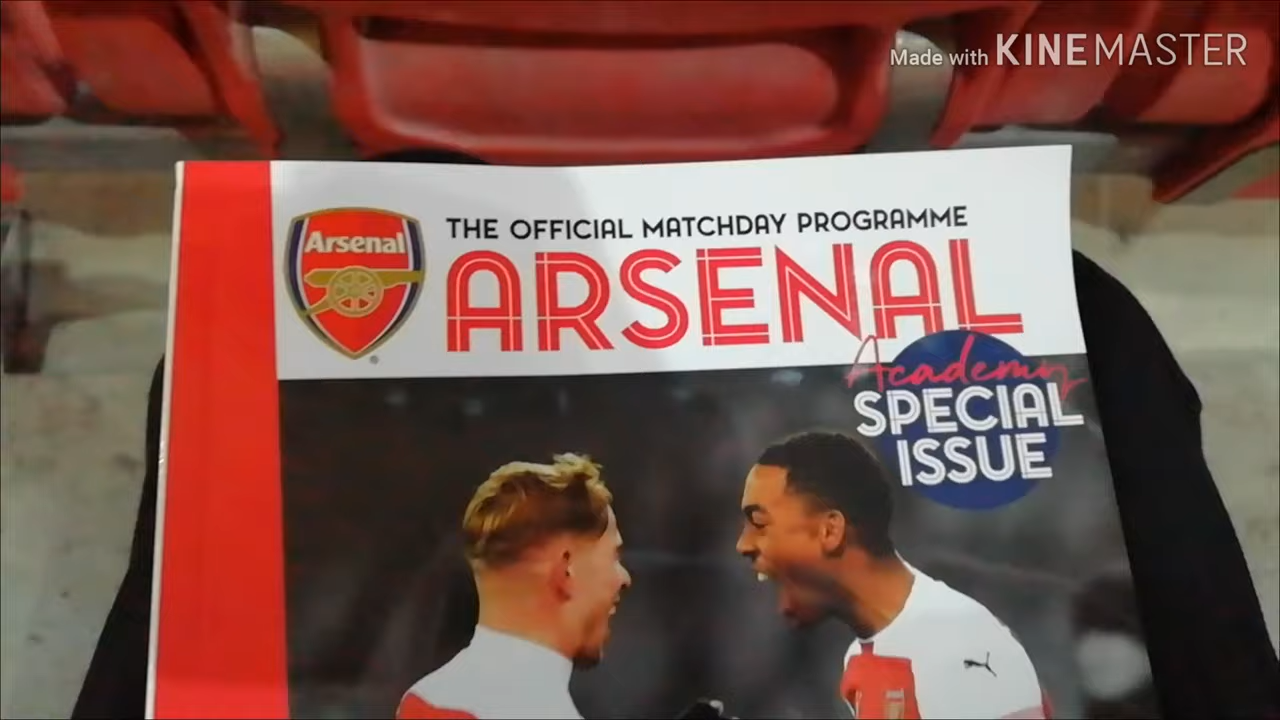 Made with KINEMASTER
THE OFFICIAL MATCHDAY PROGRAMME
Arsenal
ARSENAL
Academy
SPECIAL
ISSUE